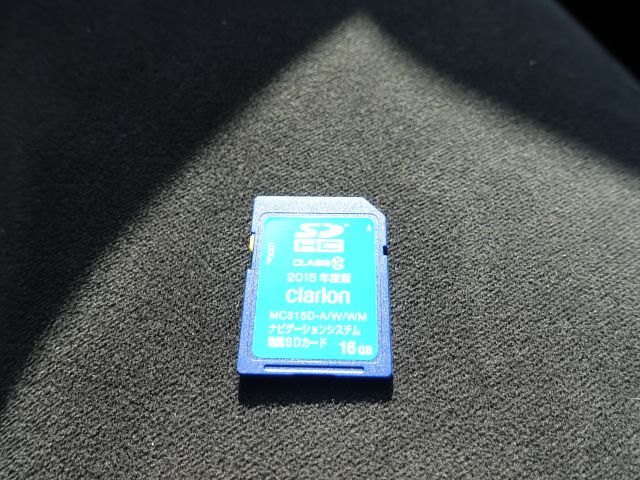 SD
HC
CLASS 10
2015年度版
clarion
MC315D-A/W/WM
ナビゲーションシステム
地図SDカード 16GB
LOCK